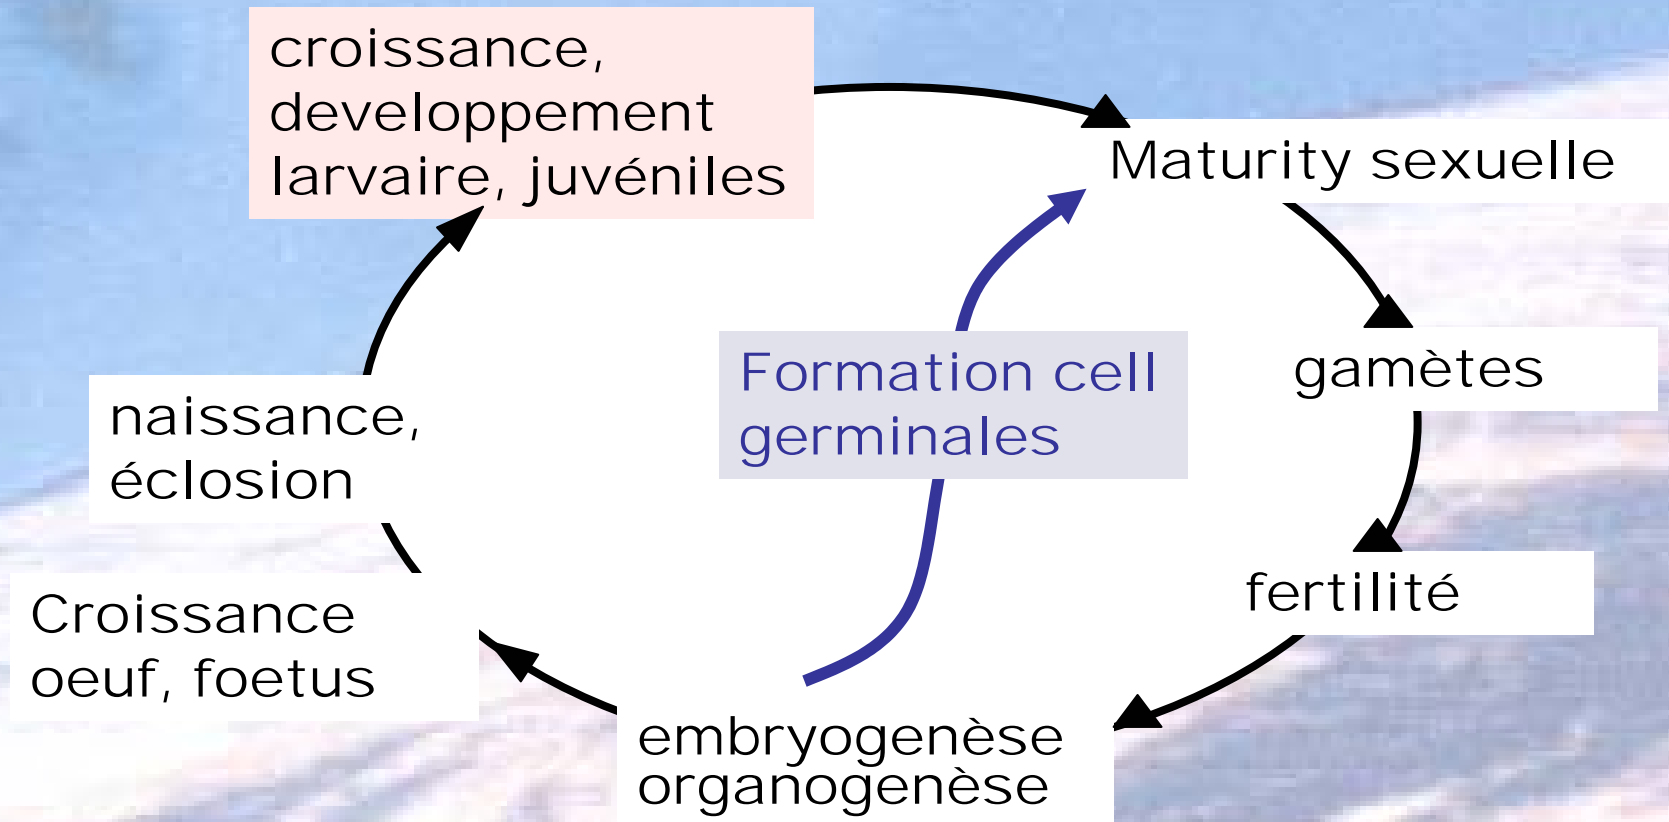 croissance,
developpement
larvaire, juvéniles
Maturity sexuelle
Formation cell
germinales
gamètes
naissance,
éclosion
fertilité
Croissance
oeuf, foetus
embryogenèse
organogenèse